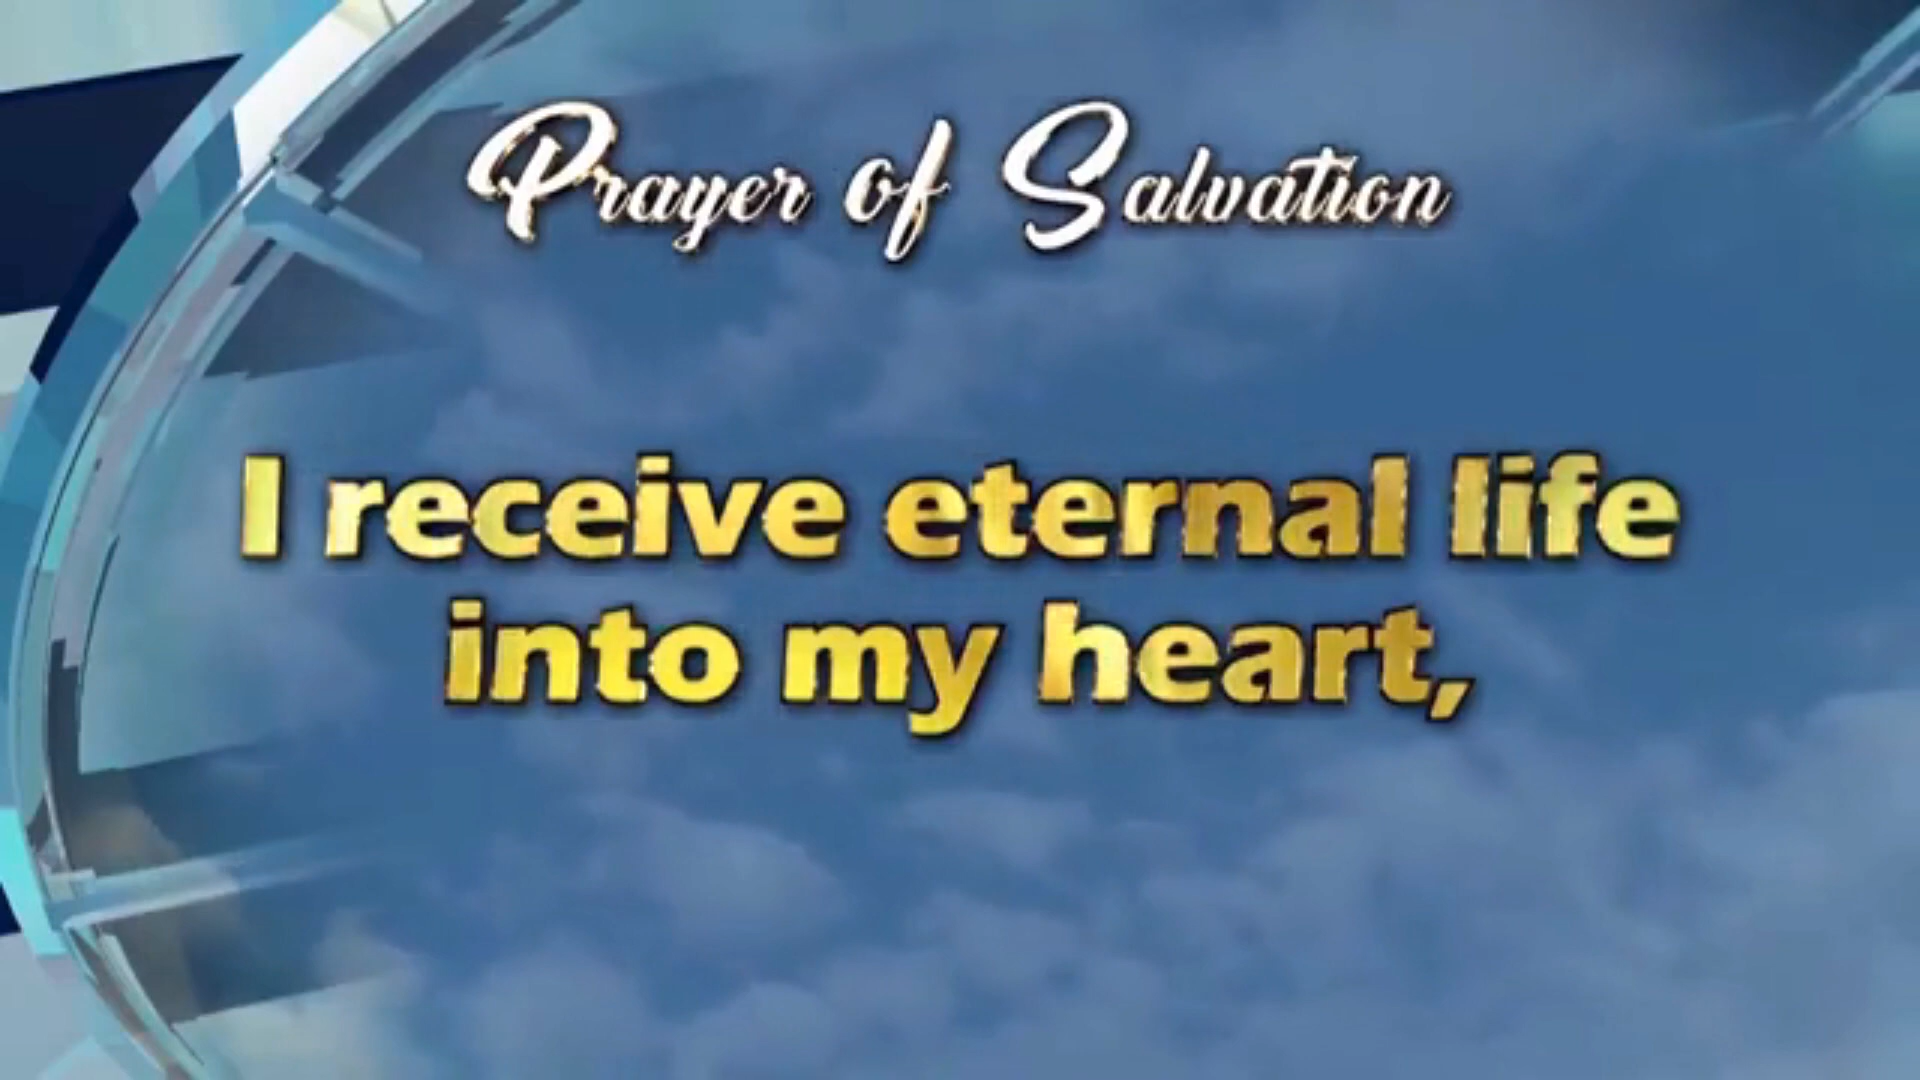 Prayer of Salvation
I receive eternal life
into my heart,